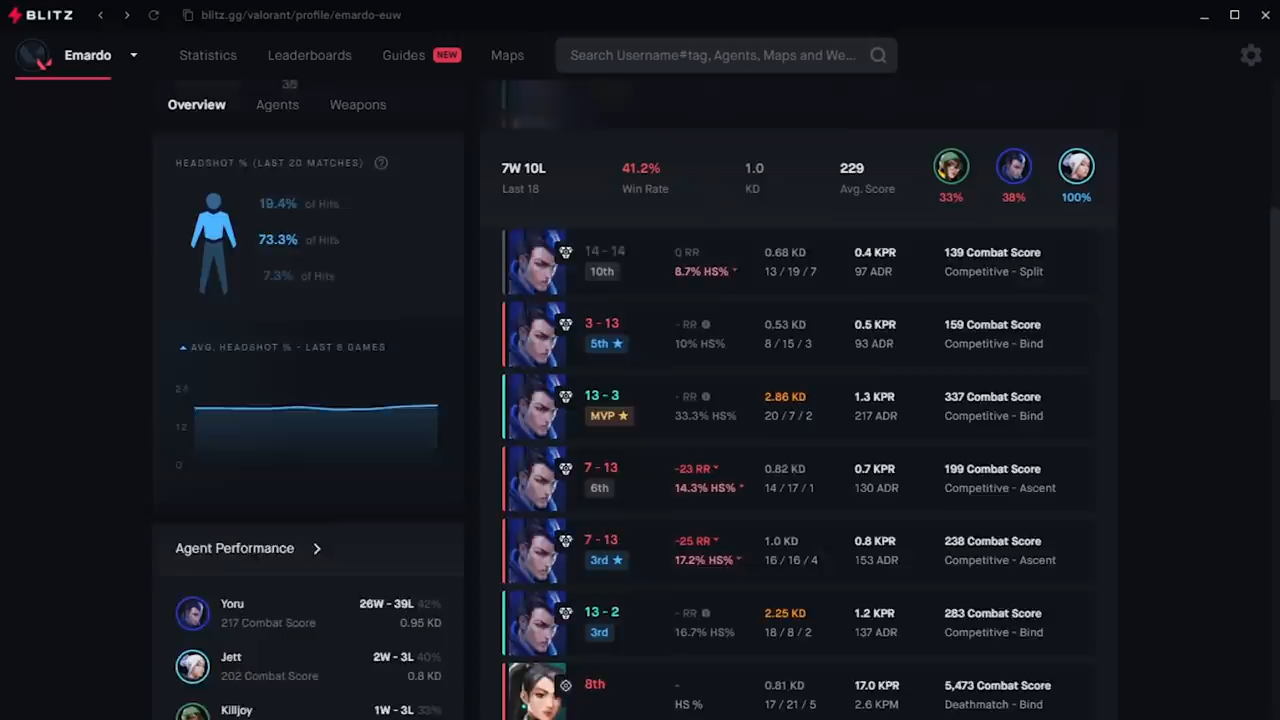 BLITZ
blitz.gg/valorant/profile/emardo-euw
Emardo
Statistics
Leaderboards
Guides NEW
Maps
Search Username#tag, Agents, Maps and We...
Overview
Agents
Weapons
HEADSHOT % (LAST 20 MATCHES) ?
19.4% of Hits
73.3% of Hits
7.3% of Hits
AVG. HEADSHOT % - LAST 8 GAMES
12
0
Agent Performance
Yoru 26W - 39L 42%
217 Combat Score 0.95 KD
Jett 2W - 3L 40%
202 Combat Score 0.8 KD
Killjoy 1W - 3L 33%
7W 10L 41.2% 1.0 229
Last 18 Win Rate KD Avg. Score 33% 38% 100%
14 - 14 0 RR 0.68 KD 0.4 KPR 139 Combat Score
10th 8.7% HS% 13 / 19 / 7 97 ADR Competitive - Split
3 - 13 - RR 0.53 KD 0.5 KPR 159 Combat Score
5th 10% HS% 8 / 15 / 3 93 ADR Competitive - Bind
13 - 3 - RR 2.86 KD 1.3 KPR 337 Combat Score
MVP 33.3% HS% 20 / 7 / 2 217 ADR Competitive - Bind
7 - 13 -23 RR 0.82 KD 0.7 KPR 199 Combat Score
6th 14.3% HS% 14 / 17 / 1 130 ADR Competitive - Ascent
7 - 13 -25 RR 1.0 KD 0.8 KPR 238 Combat Score
3rd 17.2% HS% 16 / 16 / 4 153 ADR Competitive - Ascent
13 - 2 - RR 2.25 KD 1.2 KPR 283 Combat Score
3rd 16.7% HS% 18 / 8 / 2 137 ADR Competitive - Bind
8th - 0.81 KD 17.0 KPR 5,473 Combat Score
HS % 17 / 21 / 5 2.6 KPM Deathmatch - Bind